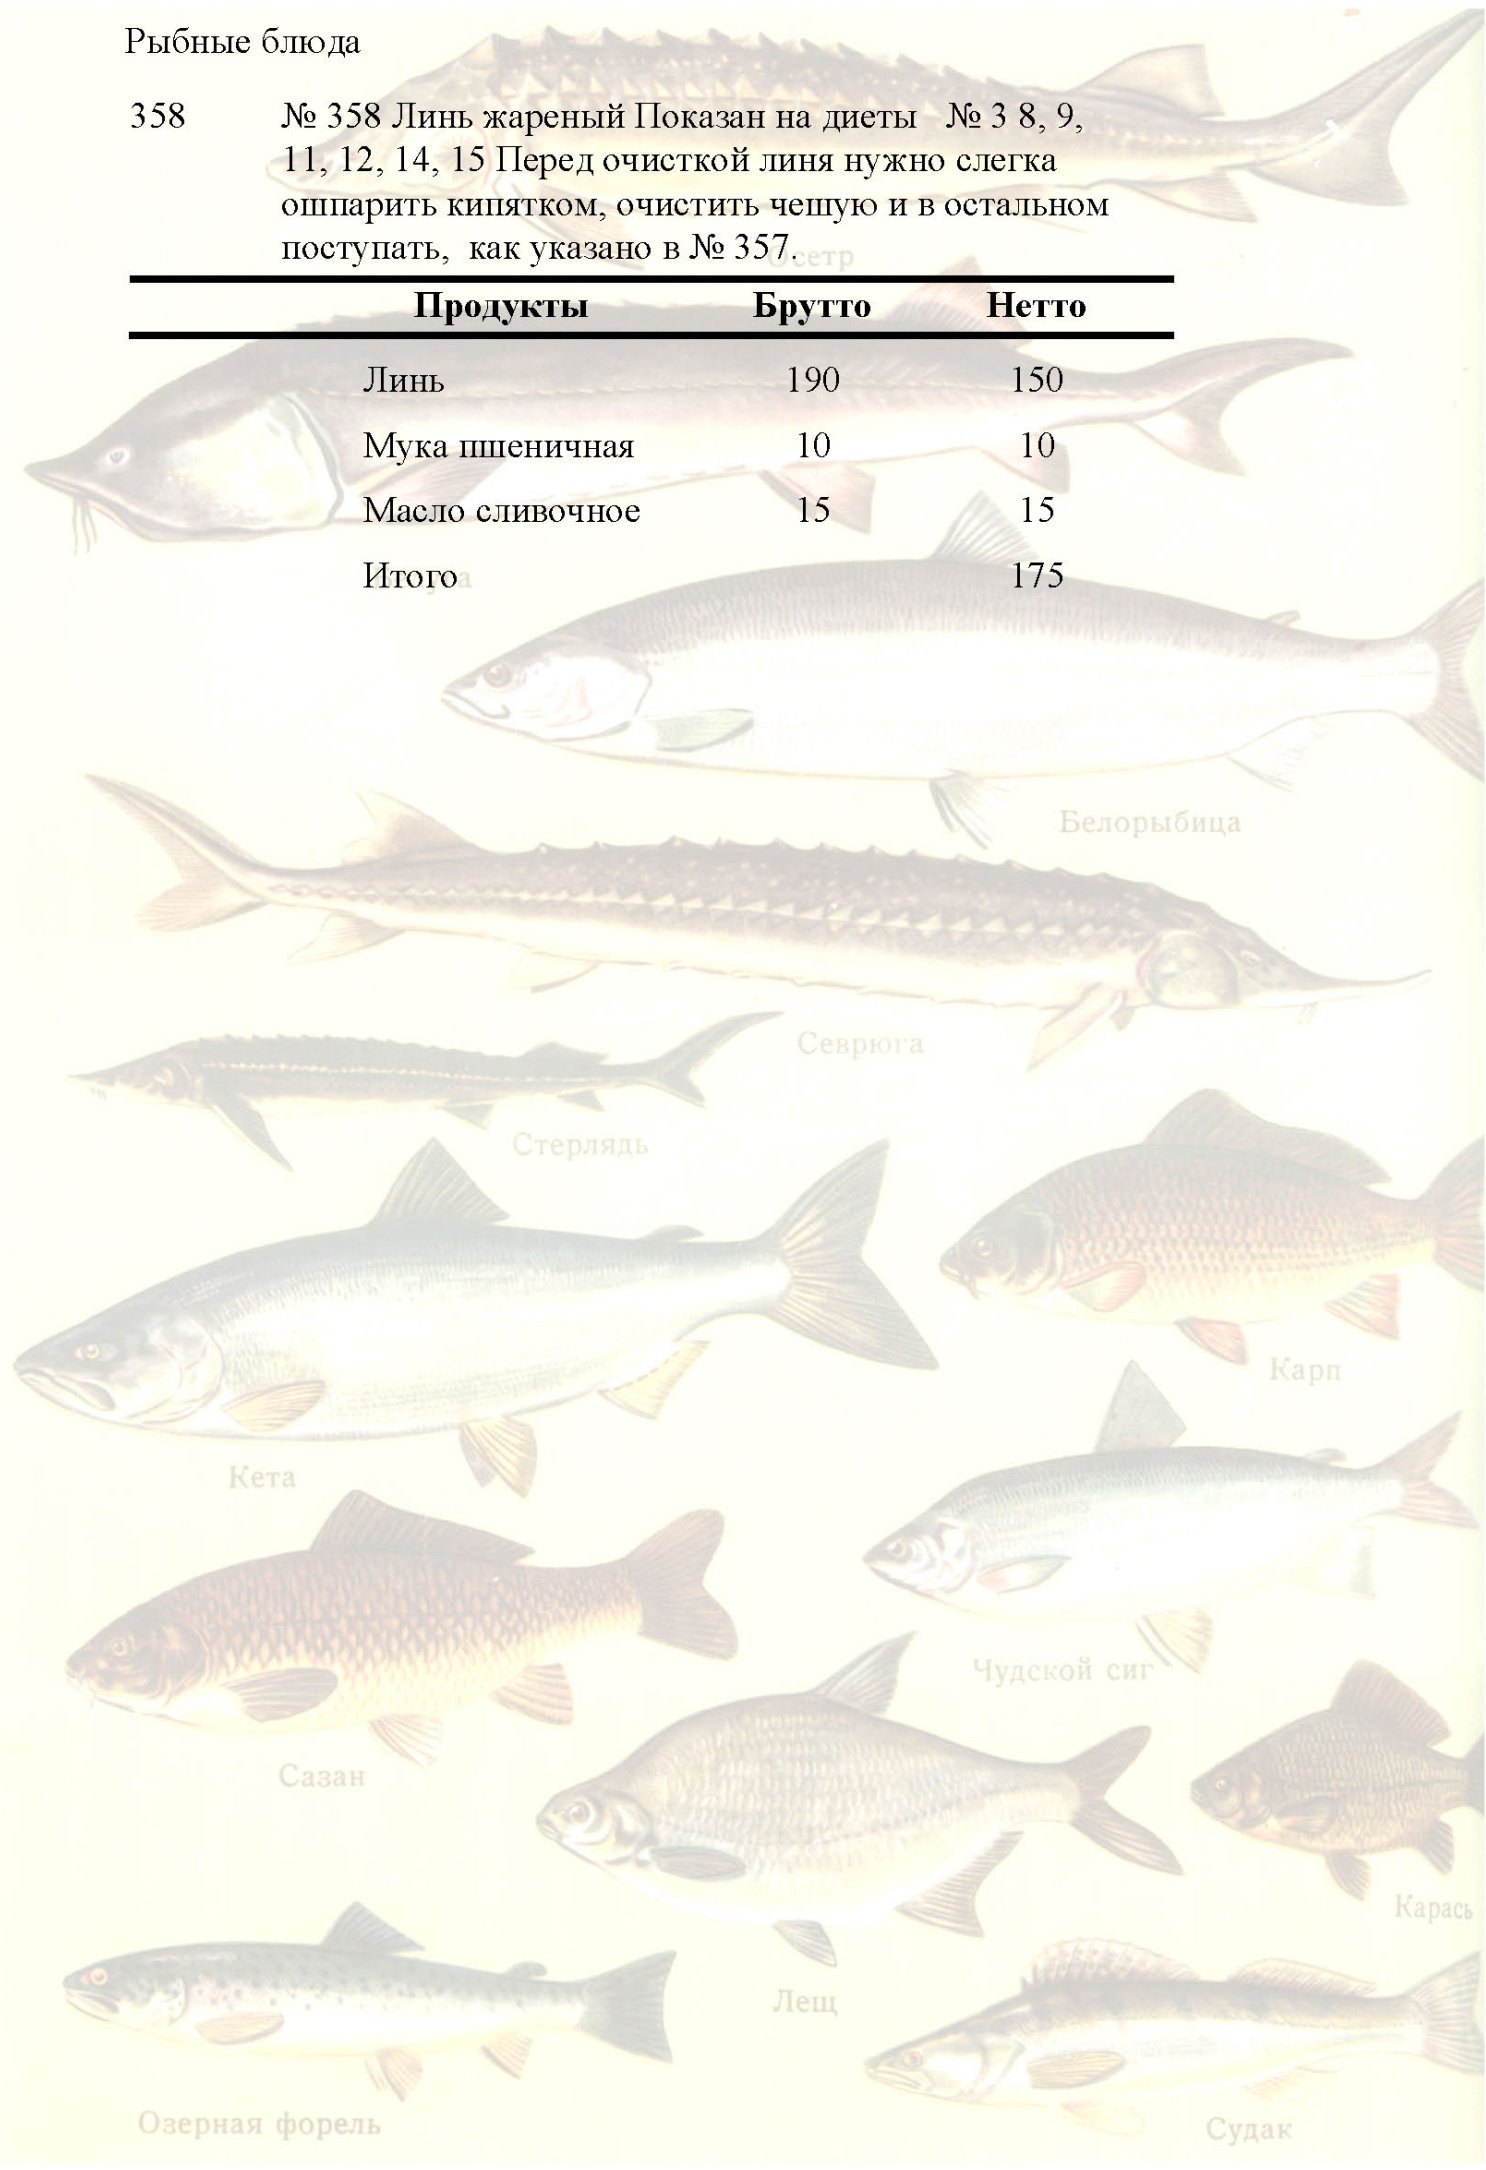 Рыбные блюда
358 № 358 Линь жареный Показан на диеты № 3 8, 9,
11, 12, 14, 15 Перед очисткой линя нужно слегка
ошпарить кипятком, очистить чешую и в остальном
поступать, как указано в № 357.
Осетр
Продукты Брутто Нетто
Линь 190 150
Мука пшеничная 10 10
Масло сливочное 15 15
Итого 175
Белорыбица
Севрюга
Стерлядь
Карп
Кета
Чудской сиг
Сазан
Карась
Лещ
Озерная форель
Судак